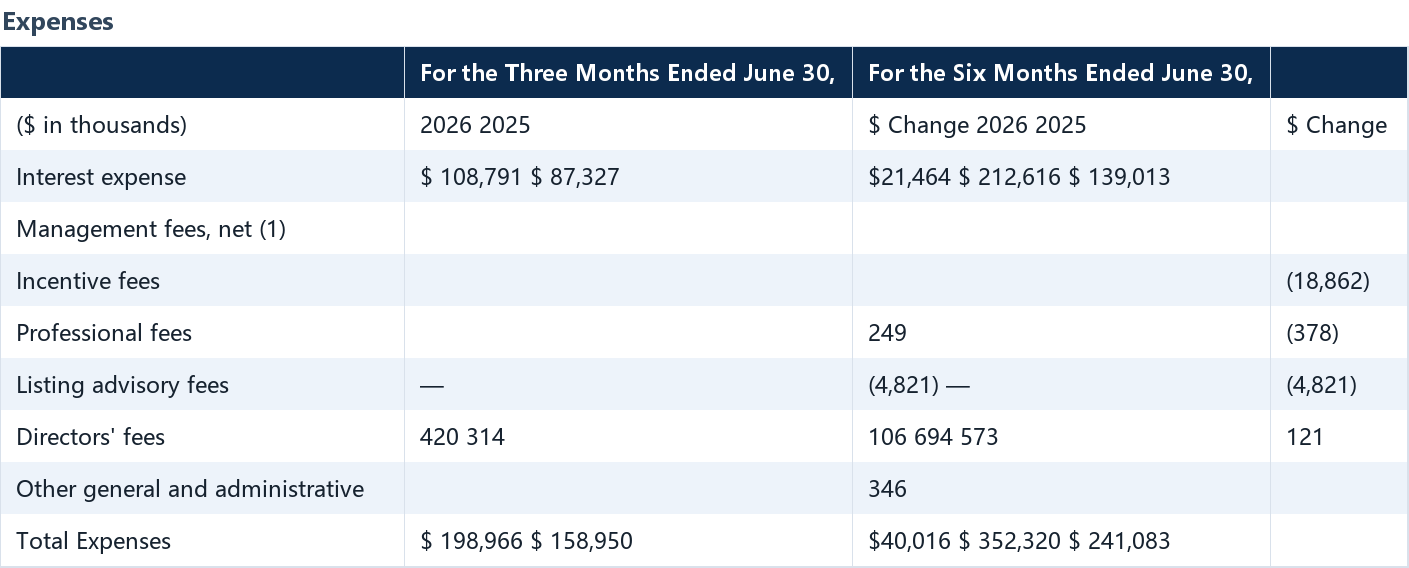 Expenses
For the Three Months Ended June 30, For the Six Months Ended June 30,
($ in thousands) 2026 2025 $ Change 2026 2025 $ Change
Interest expense $ 108,791 $ 87,327 $21,464 $ 212,616 $ 139,013
Management fees, net (1)
Incentive fees (18,862)
Professional fees 249 (378)
Listing advisory fees — (4,821) — (4,821)
Directors' fees 420 314 106 694 573 121
Other general and administrative 346
Total Expenses $ 198,966 $ 158,950 $40,016 $ 352,320 $ 241,083